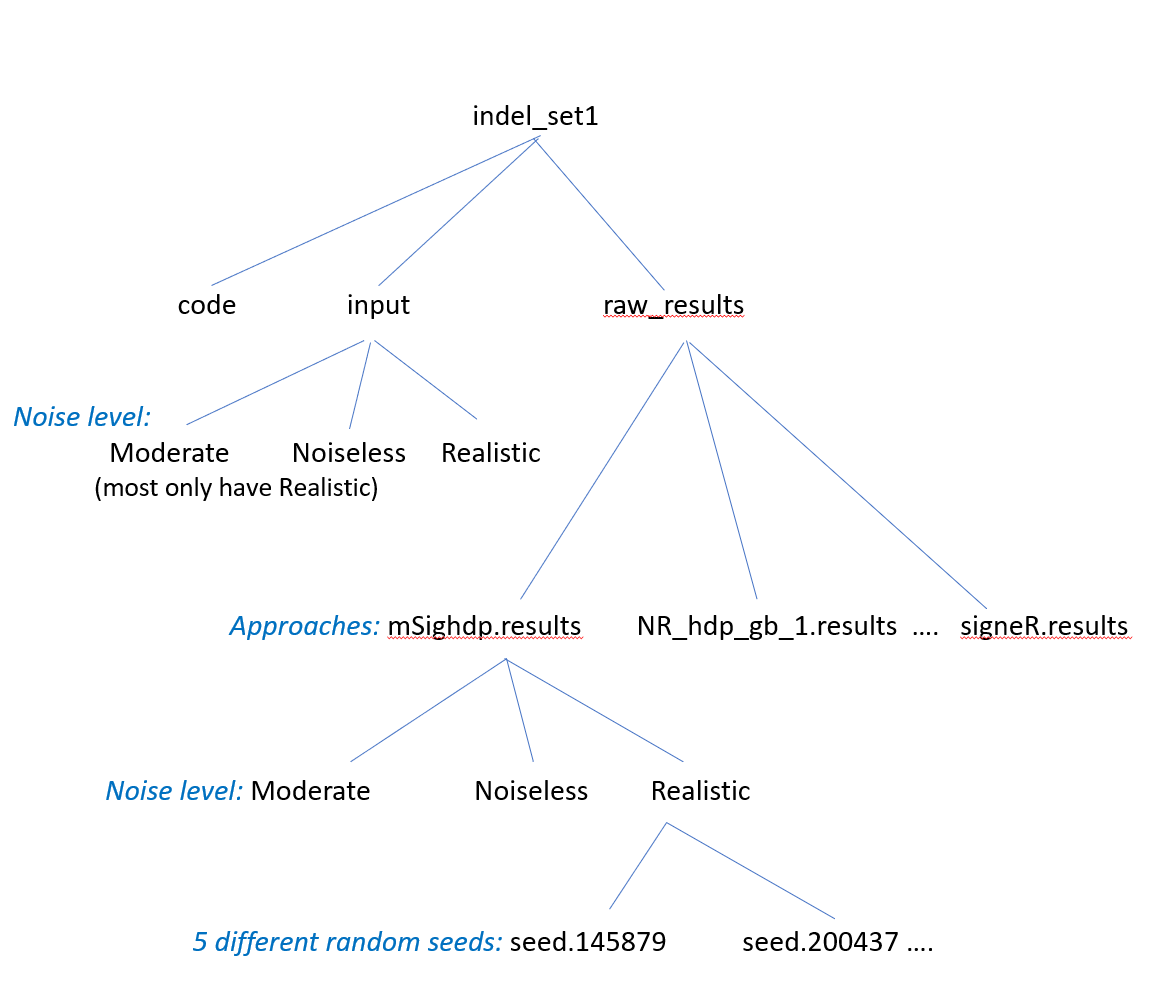 indel_set1
code input raw_results
Noise level:
Moderate Noiseless Realistic
(most only have Realistic)
Approaches: mSighdp.results NR_hdp_gb_1.results .... signeR.results
Noise level: Moderate Noiseless Realistic
5 different random seeds: seed.145879 seed.200437 ....